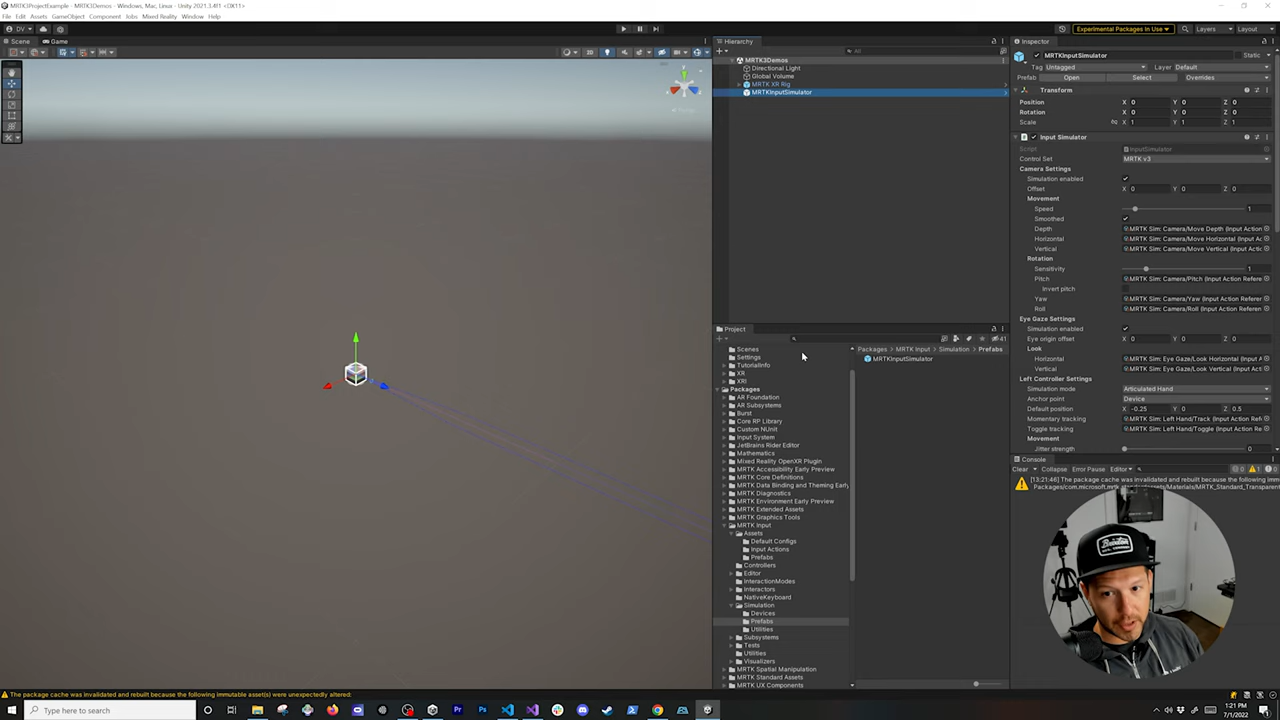 MRTK3ProjectExample - MRTK3Demos - Windows, Mac, Linux - Unity 2021.3.4f1 <DX11>
File Edit Assets GameObject Component Jobs Mixed Reality Window Help
DV
Experimental Packages In Use
Layers
Layout
Scene
Game
2D
Hierarchy
All
MRTK3Demos
Directional Light
Global Volume
MRTK XR Rig
MRTKInputSimulator
Project
41
Scenes
Settings
TutorialInfo
XR
XRI
Packages
AR Foundation
AR Subsystems
Burst
Core RP Library
Custom NUnit
Input System
JetBrains Rider Editor
Mathematics
Mixed Reality OpenXR Plugin
MRTK Accessibility Early Preview
MRTK Core Definitions
MRTK Data Binding and Theming Early
MRTK Diagnostics
MRTK Environment Early Preview
MRTK Extended Assets
MRTK Graphics Tools
MRTK Input
Assets
Default Configs
Input Actions
Prefabs
Controllers
Editor
InteractionModes
Interactors
NativeKeyboard
Simulation
Devices
Prefabs
Utilities
Subsystems
Tests
Utilities
Visualizers
MRTK Spatial Manipulation
MRTK Standard Assets
MRTK UX Components
Packages > MRTK Input > Simulation > Prefabs
MRTKInputSimulator
Inspector
MRTKInputSimulator
Static
Tag Untagged Layer Default
Prefab Open Select Overrides
Transform
Position X 0 Y 0 Z 0
Rotation X 0 Y 0 Z 0
Scale X 1 Y 1 Z 1
Input Simulator
Script InputSimulator
Control Set MRTK v3
Camera Settings
Simulation enabled
Offset X 0 Y 0 Z 0
Movement
Speed 1
Smoothed
Depth MRTK Sim: Camera/Move Depth (Input Action
Horizontal MRTK Sim: Camera/Move Horizontal (Input Ac
Vertical MRTK Sim: Camera/Move Vertical (Input Actic
Rotation
Sensitivity 1
Pitch MRTK Sim: Camera/Pitch (Input Action Referer
Invert pitch
Yaw MRTK Sim: Camera/Yaw (Input Action Referen
Roll MRTK Sim: Camera/Roll (Input Action Referen
Eye Gaze Settings
Simulation enabled
Eye origin offset X 0 Y 0 Z 0
Look
Horizontal MRTK Sim: Eye Gaze/Look Horizontal (Input A
Vertical MRTK Sim: Eye Gaze/Look Vertical (Input Acti
Left Controller Settings
Simulation mode Articulated Hand
Anchor point Device
Default position X -0.25 Y 0 Z 0.5
Momentary tracking MRTK Sim: Left Hand/Track (Input Action Refe
Toggle tracking MRTK Sim: Left Hand/Toggle (Input Action Re
Movement
Jitter strength 0
Console
Clear Collapse Error Pause Editor
0 1 0
[13:21:46] The package cache was invalidated and rebuilt because the following imm
Packages/com.microsoft.mrtk.standardassets/Materials/MRTK_Standard_Transparent
The package cache was invalidated and rebuilt because the following immutable asset(s) were unexpectedly altered:
Type here to search
1:21 PM
7/1/2022